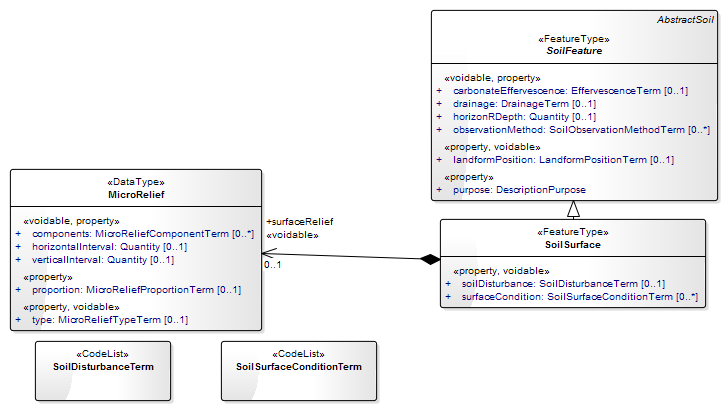 AbstractSoil
«FeatureType»
SoilFeature
«voidable, property»
+ carbonateEffervescence: EffervescenceTerm [0..1]
+ drainage: DrainageTerm [0..1]
+ horizonRDepth: Quantity [0..1]
+ observationMethod: SoilObservationMethodTerm [0..*]
«property, voidable»
+ landformPosition: LandformPositionTerm [0..1]
«property»
+ purpose: DescriptionPurpose
«DataType»
MicroRelief
«voidable, property»
+ components: MicroReliefComponentTerm [0..*]
+ horizontalInterval: Quantity [0..1]
+ verticalInterval: Quantity [0..1]
«property»
+ proportion: MicroReliefProportionTerm [0..1]
«property, voidable»
+ type: MicroReliefTypeTerm [0..1]
+surfaceRelief
«voidable»
0..1
«FeatureType»
SoilSurface
«property, voidable»
+ soilDisturbance: SoilDisturbanceTerm [0..1]
+ surfaceCondition: SoilSurfaceConditionTerm [0..*]
«CodeList»
SoilDisturbanceTerm
«CodeList»
SoilSurfaceConditionTerm